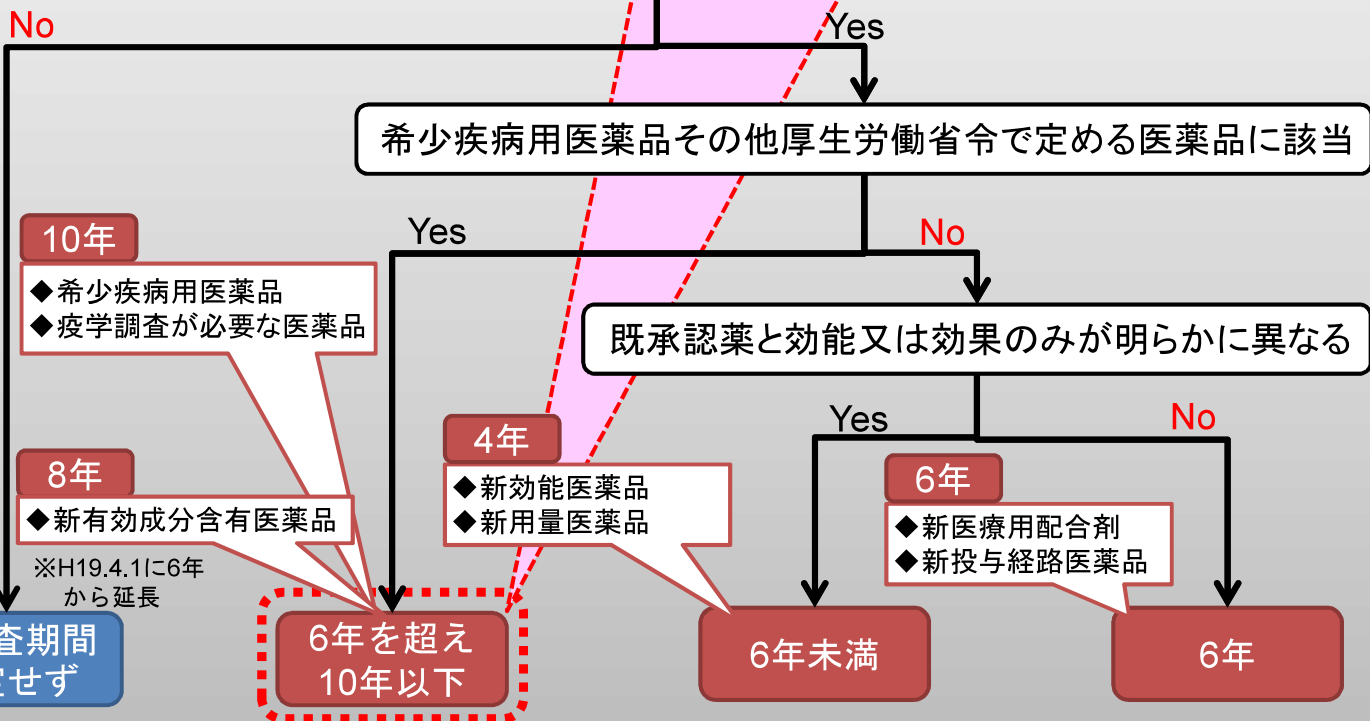 No
Yes
希少疾病用医薬品その他厚生労働省令で定める医薬品に該当
Yes
No
10年
◆希少疾病用医薬品
◆疫学調査が必要な医薬品
既承認薬と効能又は効果のみが明らかに異なる
Yes
No
4年
◆新効能医薬品
◆新用量医薬品
8年
◆新有効成分含有医薬品
※H19.4.1に6年
から延長
6年
◆新医療用配合剤
◆新投与経路医薬品
査期間
定せず
6年を超え
10年以下
6年未満
6年